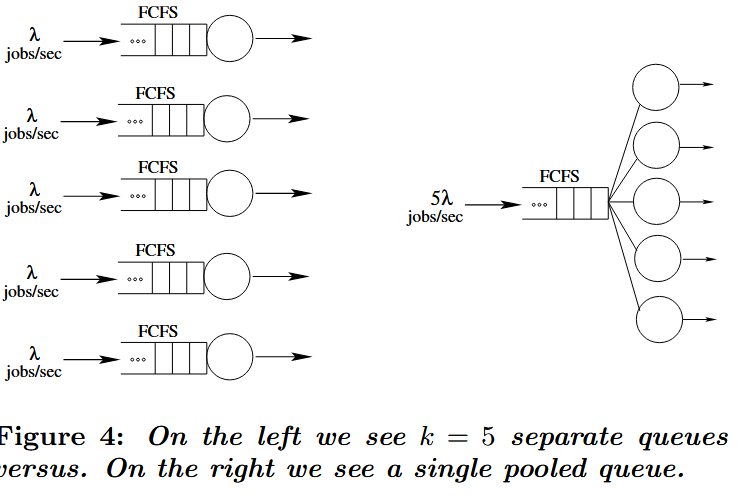 FCFS
λ
jobs/sec
FCFS
λ
jobs/sec
FCFS
λ
jobs/sec
FCFS
λ
jobs/sec
FCFS
λ
jobs/sec
FCFS
5λ
jobs/sec
Figure 4: On the left we see k = 5 separate queues
versus. On the right we see a single pooled queue.